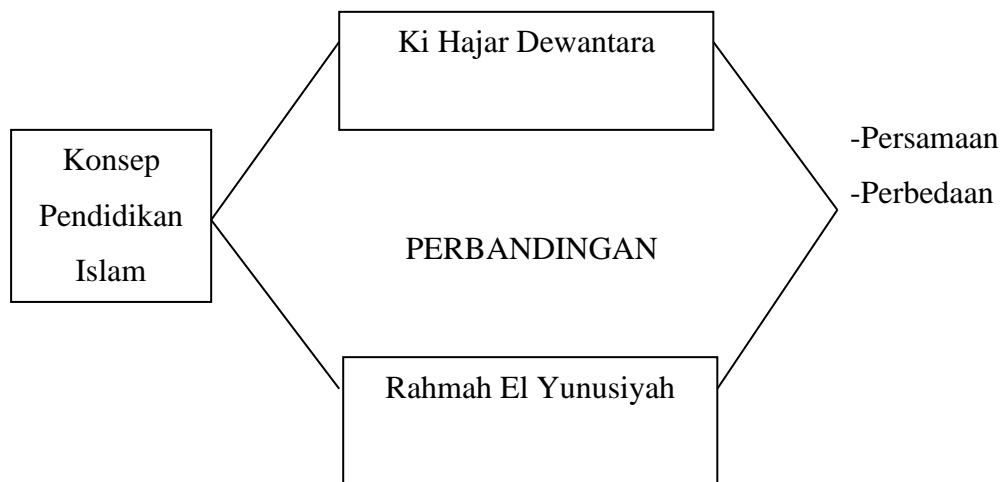 Ki Hajar Dewantara
Konsep
Pendidikan
Islam
PERBANDINGAN
-Persamaan
-Perbedaan
Rahmah El Yunusiyah